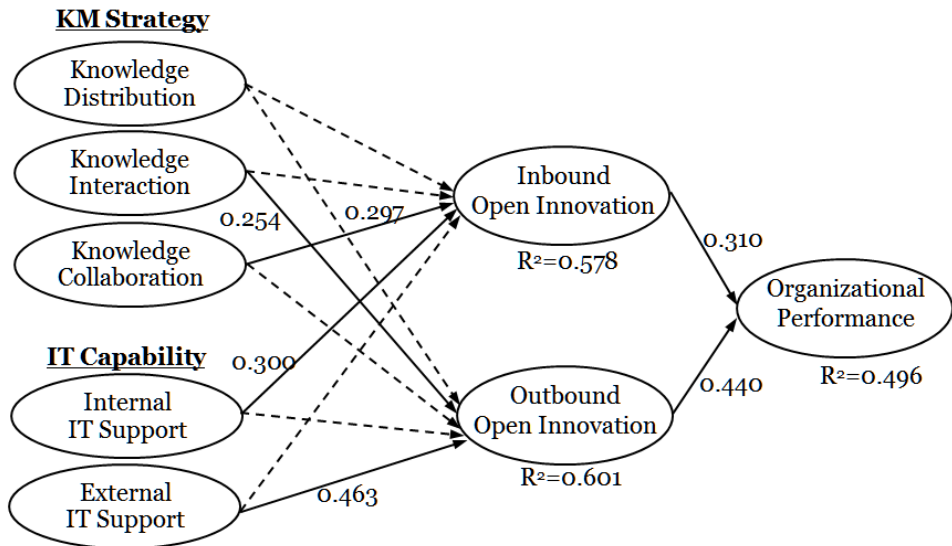 KM Strategy
Knowledge
Distribution
Knowledge
Interaction
Knowledge
Collaboration
IT Capability
Internal
IT Support
External
IT Support
0.254
0.297
0.300
0.463
Inbound
Open Innovation
R²=0.578
Outbound
Open Innovation
R²=0.601
0.310
0.440
Organizational
Performance
R²=0.496